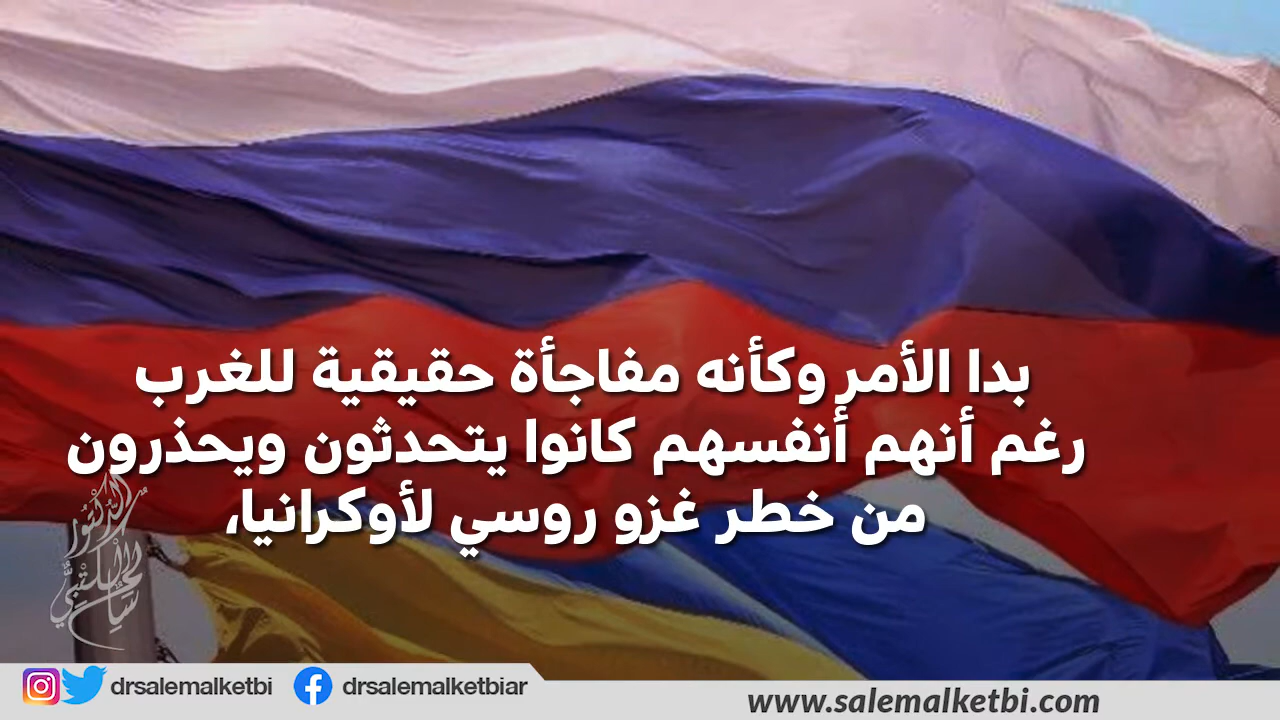 بدا الأمر وكأنه مفاجأة حقيقية للغرب
رغم أنهم أنفسهم كانوا يتحدثون ويحذرون
من خطر غزو روسي لأوكرانيا،
drsalemalketbi
drsalemalketbiar
www.salemalketbi.com